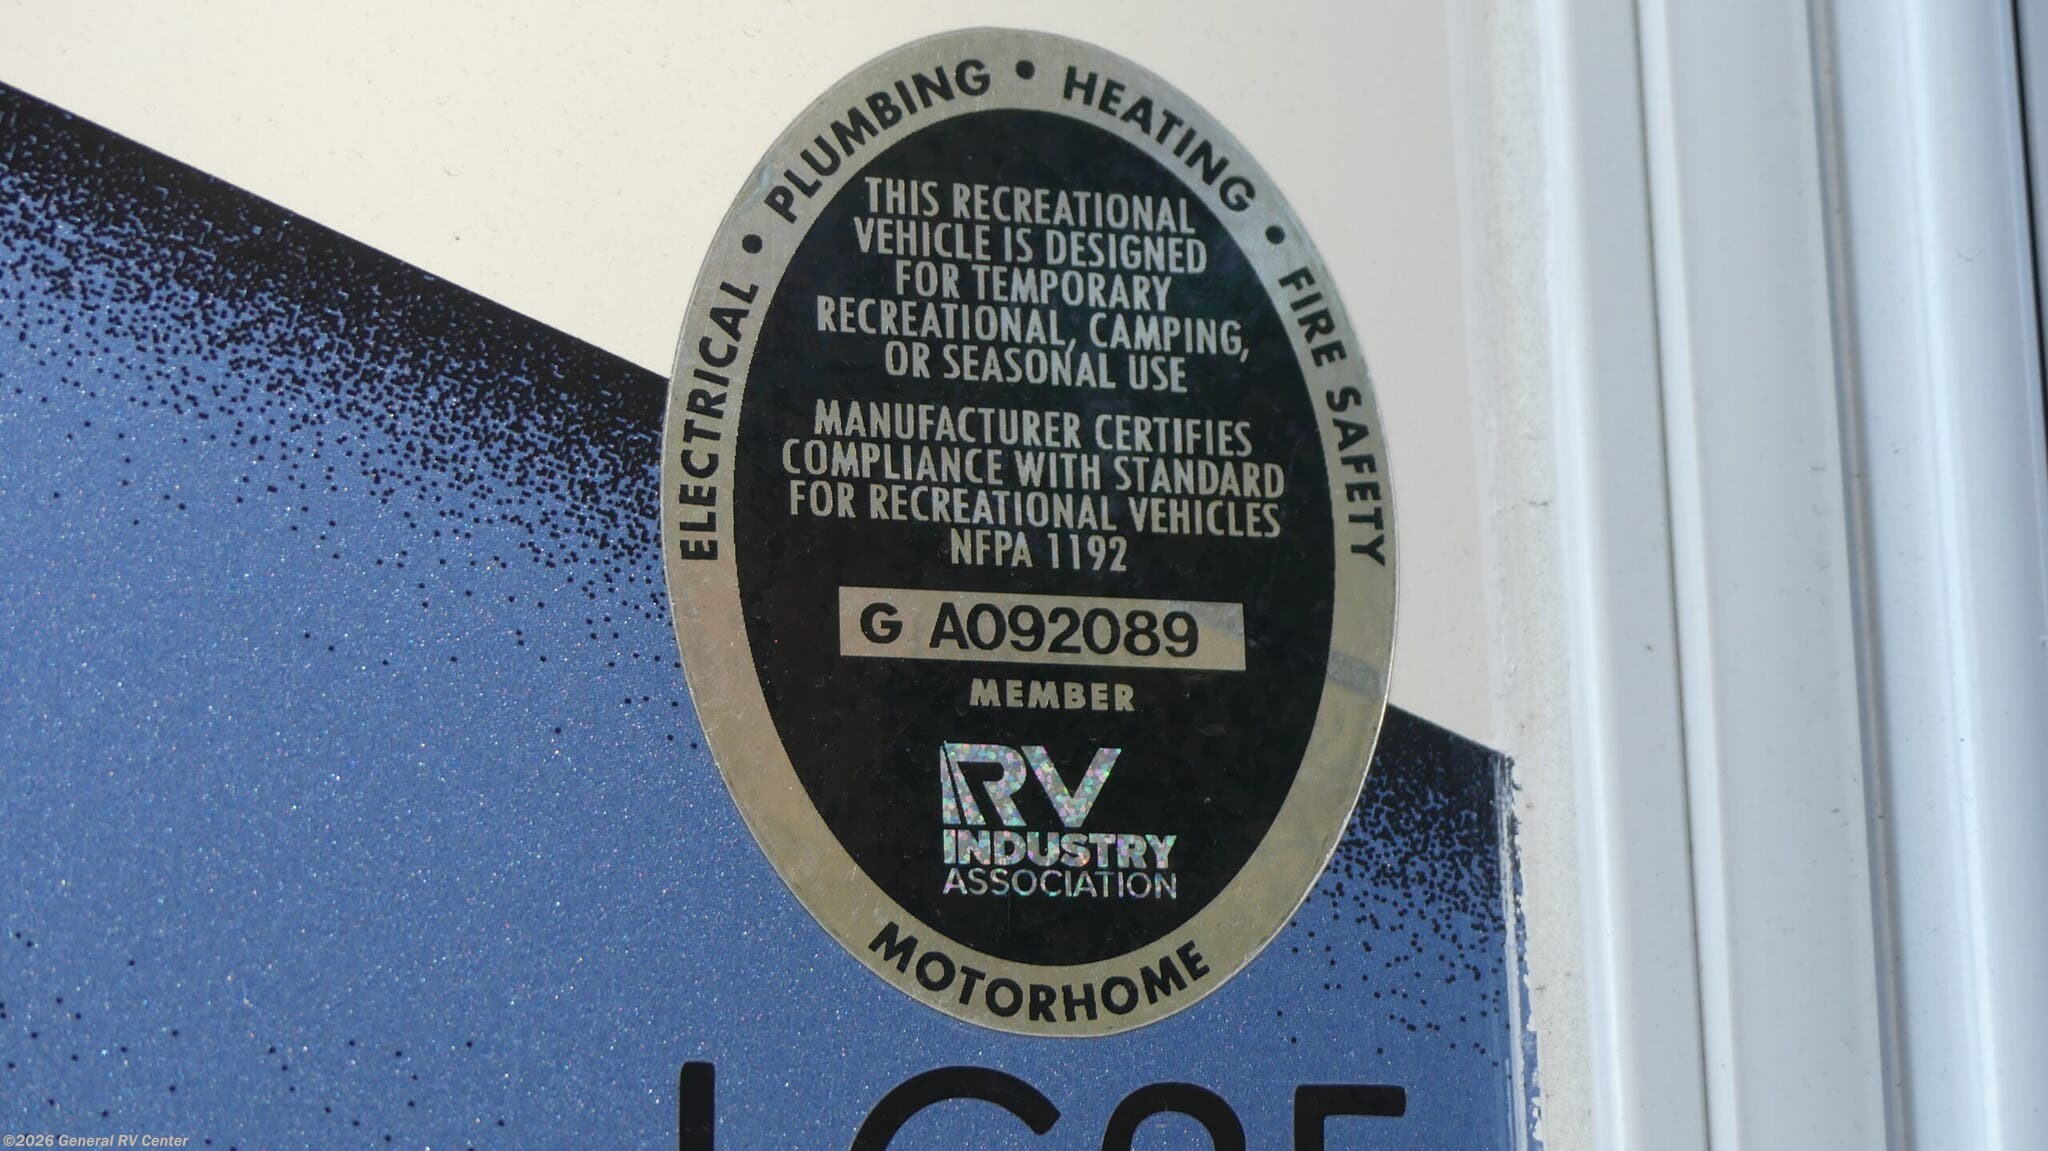 ELECTRICAL • PLUMBING • HEATING • FIRE SAFETY
THIS RECREATIONAL
VEHICLE IS DESIGNED
FOR TEMPORARY
RECREATIONAL, CAMPING,
OR SEASONAL USE
MANUFACTURER CERTIFIES
COMPLIANCE WITH STANDARD
FOR RECREATIONAL VEHICLES
NFPA 1192
G A092089
MEMBER
RV
INDUSTRY
ASSOCIATION
MOTORHOME
©2026 General RV Center